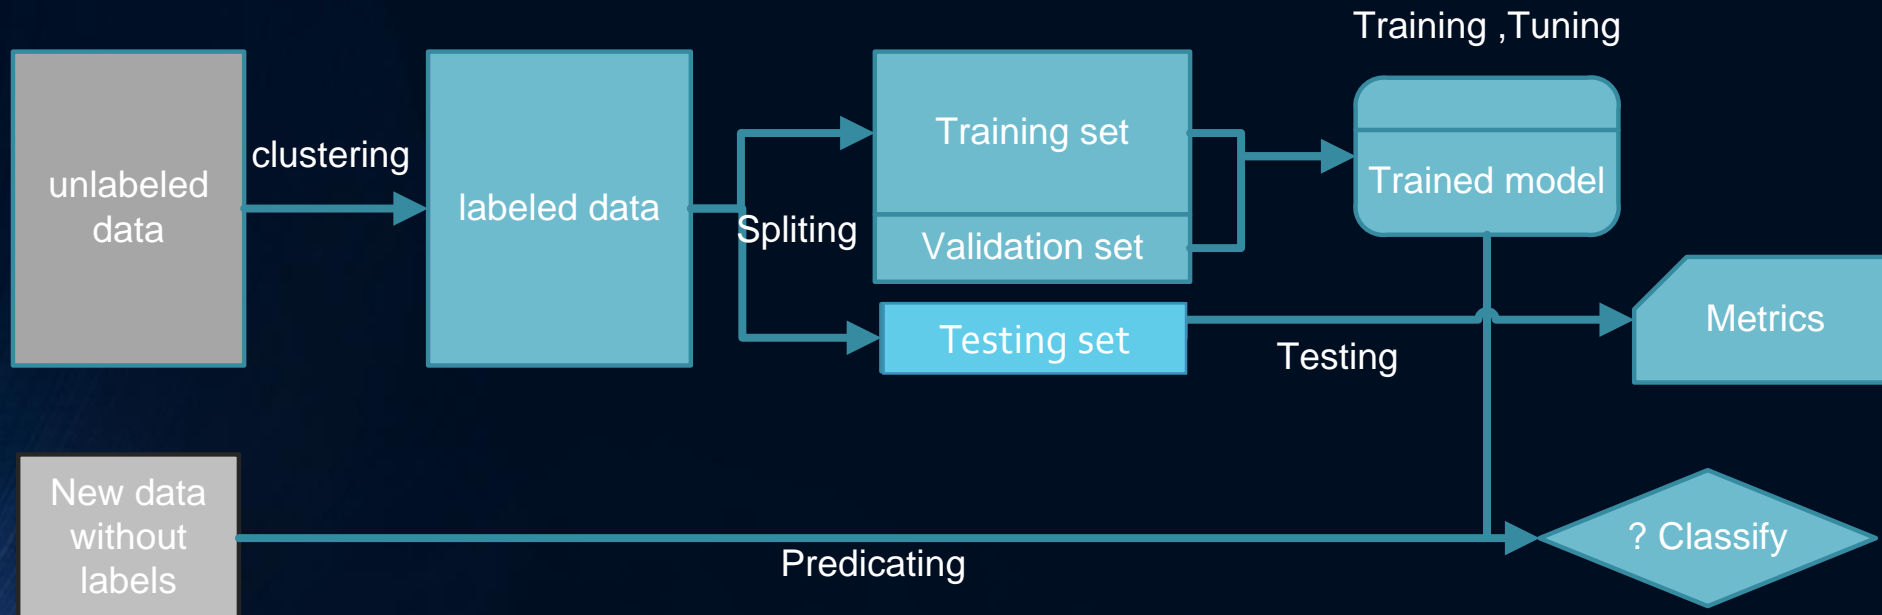 Training ,Tuning
unlabeled
data
clustering
labeled data
Spliting
Training set
Validation set
Testing set
Trained model
Testing
Metrics
New data
without
labels
Predicating
? Classify